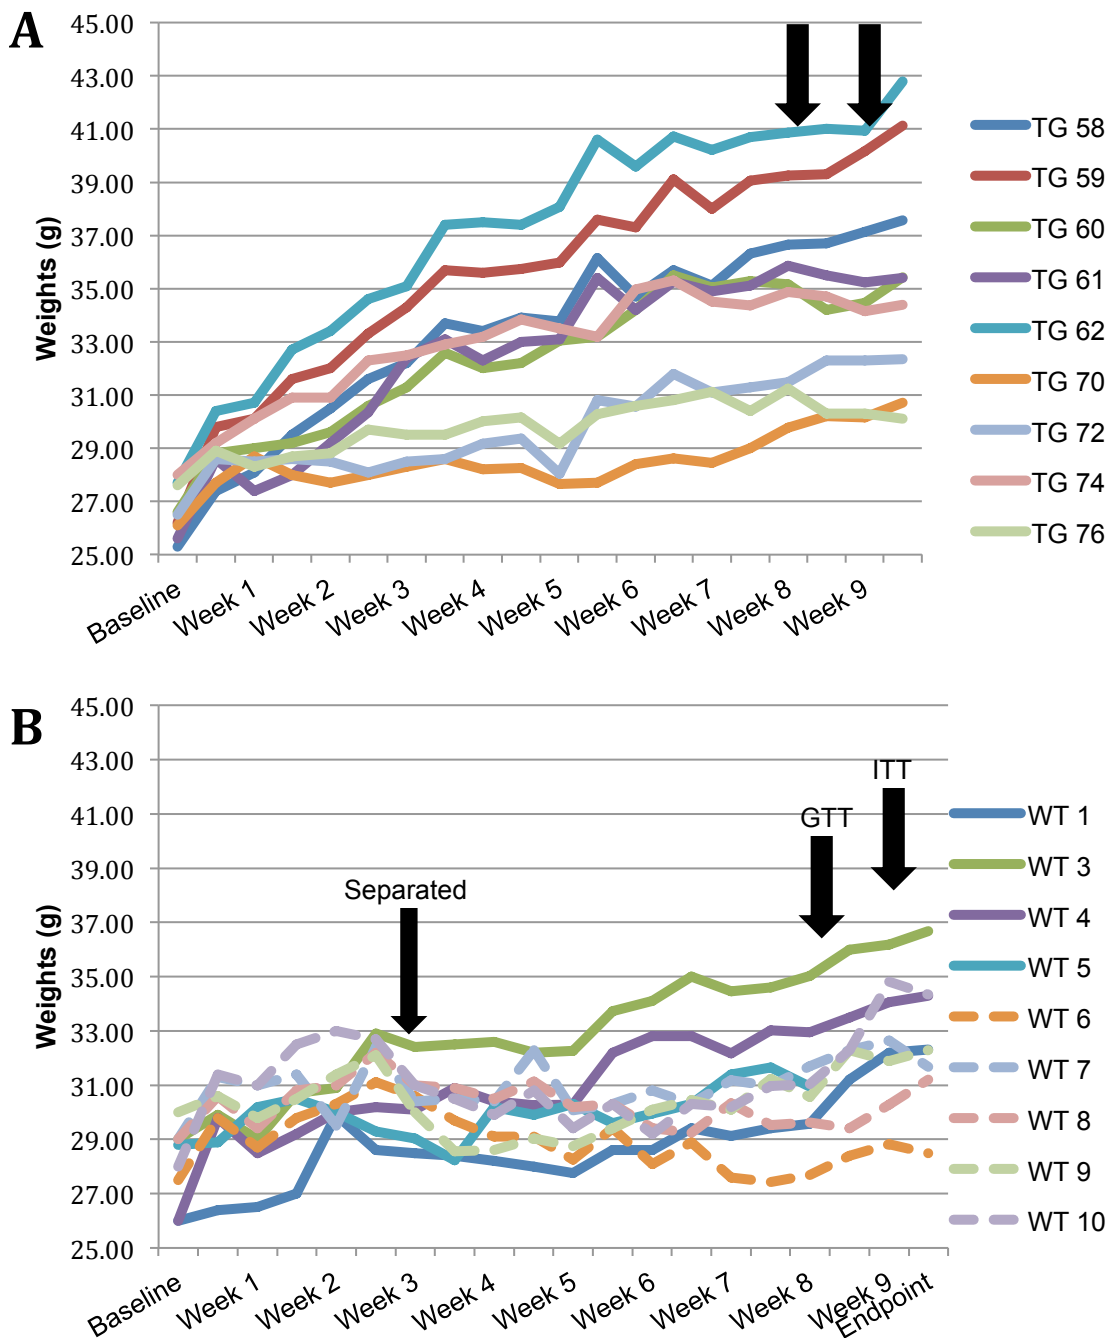 A
45.00
43.00
41.00
39.00
37.00
35.00
33.00
31.00
29.00
27.00
25.00
Weights (g)
Baseline
Week 1
Week 2
Week 3
Week 4
Week 5
Week 6
Week 7
Week 8
Week 9
TG 58
TG 59
TG 60
TG 61
TG 62
TG 70
TG 72
TG 74
TG 76
B
45.00
43.00
41.00
39.00
37.00
35.00
33.00
31.00
29.00
27.00
25.00
Weights (g)
Separated
GTT
ITT
Baseline
Week 1
Week 2
Week 3
Week 4
Week 5
Week 6
Week 7
Week 8
Week 9
Endpoint
WT 1
WT 3
WT 4
WT 5
WT 6
WT 7
WT 8
WT 9
WT 10